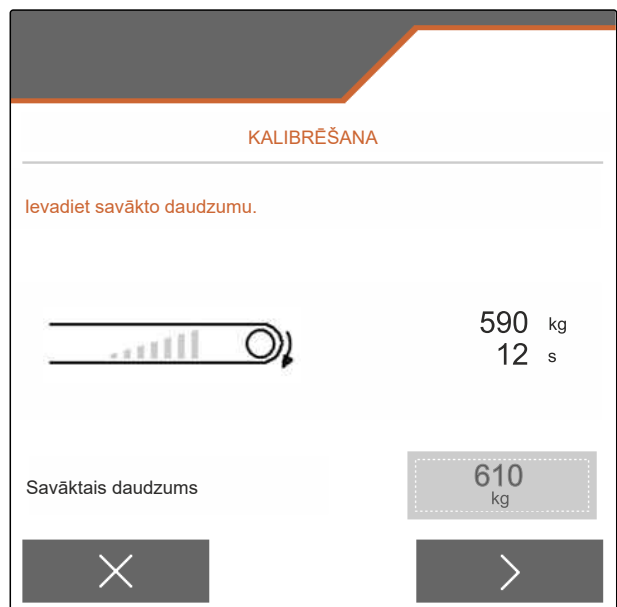 KALIBRĒŠANA
Ievadiet savākto daudzumu.
590 kg
12 s
Savāktais daudzums
610
kg